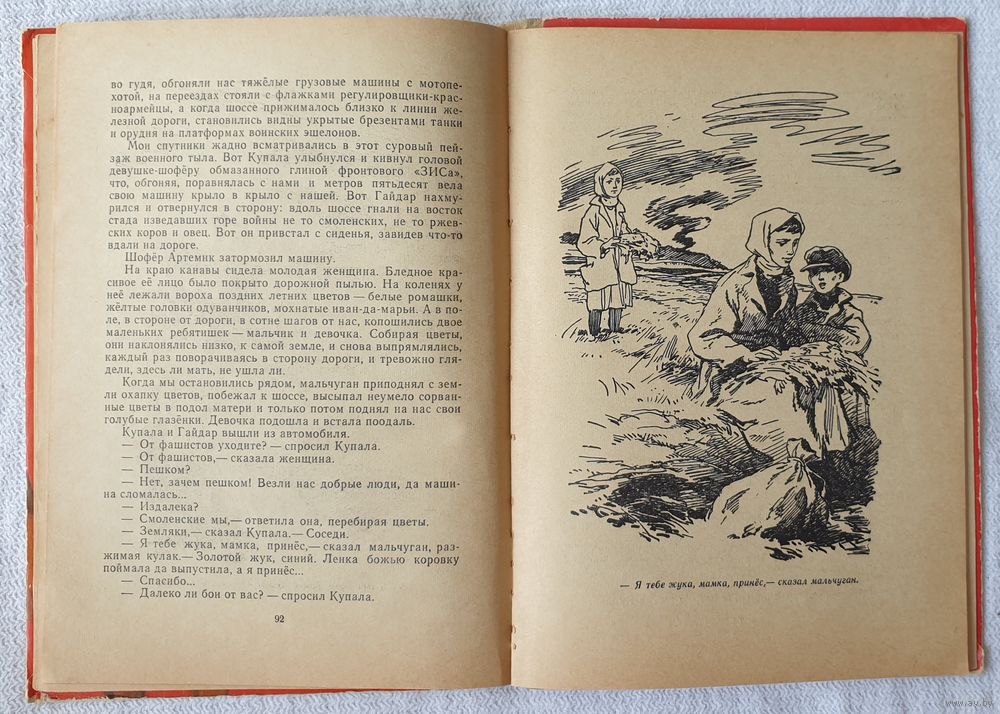 во гудя, обгоняли нас тяжёлые грузовые машины с мотопе-
хотой, на переездах стояли с флажками регулировщики-крас-
ноармейцы, а когда шоссе прижималось близко к линии же-
лезной дороги, становились видны укрытые брезентами танки
и орудия на платформах воинских эшелонов.
Мои спутники жадно всматривались в этот суровый пей-
заж военного тыла. Вот Купала улыбнулся и кивнул головой
девушке-шофёру обмазанного глиной фронтового «ЗИСа»,
что, обгоняя, поравнялась с нами и метров пятьдесят вела
свою машину крыло в крыло с нашей. Вот Гайдар нахму-
рился и отвернулся в сторону: вдоль шоссе гнали на восток
стада изведавших горе войны не то смоленских, не то ржев-
ских коров и овец. Вот он привстал с сиденья, завидев что-то
вдали на дороге.
Шофёр Артемик затормозил машину.
На краю канавы сидела молодая женщина. Бледное кра-
сивое её лицо было покрыто дорожной пылью. На коленях у
неё лежали вороха поздних летних цветов — белые ромашки,
жёлтые головки одуванчиков, мохнатые иван-да-марьи. А в по-
ле, в стороне от дороги, в сотне шагов от нас, копошились двое
маленьких ребятишек — мальчик и девочка. Собирая цветы,
они наклонялись низко, к самой земле, и снова выпрямлялись,
каждый раз поворачиваясь в сторону дороги, и тревожно гля-
дели, здесь ли мать, не ушла ли.
Когда мы остановились рядом, мальчуган приподнял с зем-
ли охапку цветов, побежал к шоссе, высыпал неумело сорван-
ные цветы в подол матери и только потом поднял на нас свои
голубые глазёнки. Девочка подошла и встала поодаль.
Купала и Гайдар вышли из автомобиля.
— От фашистов уходите? — спросил Купала.
— От фашистов,— сказала женщина.
— Пешком?
— Нет, зачем пешком! Везли нас добрые люди, да маши-
на сломалась...
— Издалека?
— Смоленские мы,— ответила она, перебирая цветы.
— Земляки,— сказал Купала.— Соседи.
— Я тебе жука, мамка, принёс,— сказал мальчуган, раз-
жимая кулак.— Золотой жук, синий. Ленка божью коровку
поймала да выпустила, а я принёс...
— Спасибо...
— Далеко ли бои от вас? — спросил Купала.
92
— Я тебе жука, мамка, принёс,— сказал мальчуган.
www.ay.by